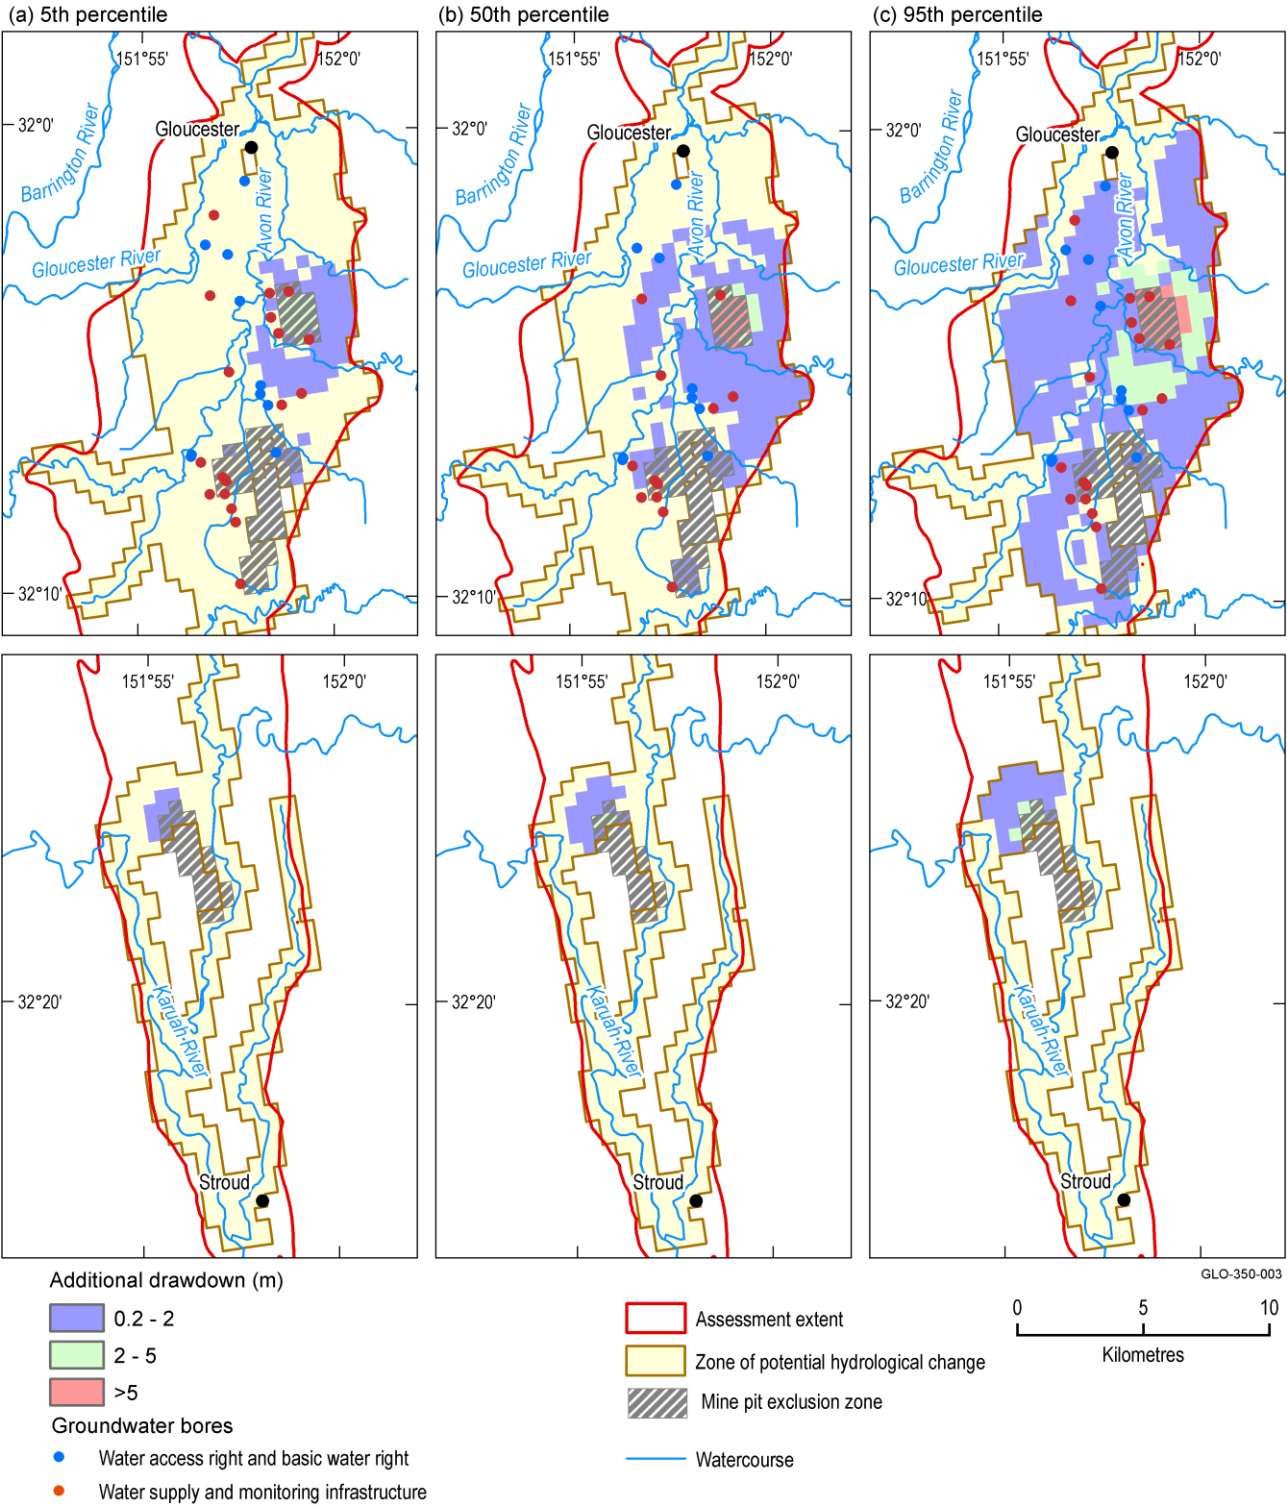 (a) 5th percentile
(b) 50th percentile
(c) 95th percentile
151°55'
152°0'
151°55'
152°0'
151°55'
152°0'
32°0'
Gloucester
Barrington River
Avon River
Gloucester River
32°10'
32°0'
Gloucester
Barrington River
Avon River
Gloucester River
32°10'
32°0'
Gloucester
Barrington River
Avon River
Gloucester River
32°10'
151°55'
152°0'
151°55'
152°0'
151°55'
152°0'
32°20'
Karuah River
Stroud
32°20'
Karuah River
Stroud
32°20'
Karuah River
Stroud
GLO-350-003
Additional drawdown (m)
0.2 - 2
2 - 5
>5
Groundwater bores
Water access right and basic water right
Water supply and monitoring infrastructure
Assessment extent
Zone of potential hydrological change
Mine pit exclusion zone
Watercourse
0
5
10
Kilometres